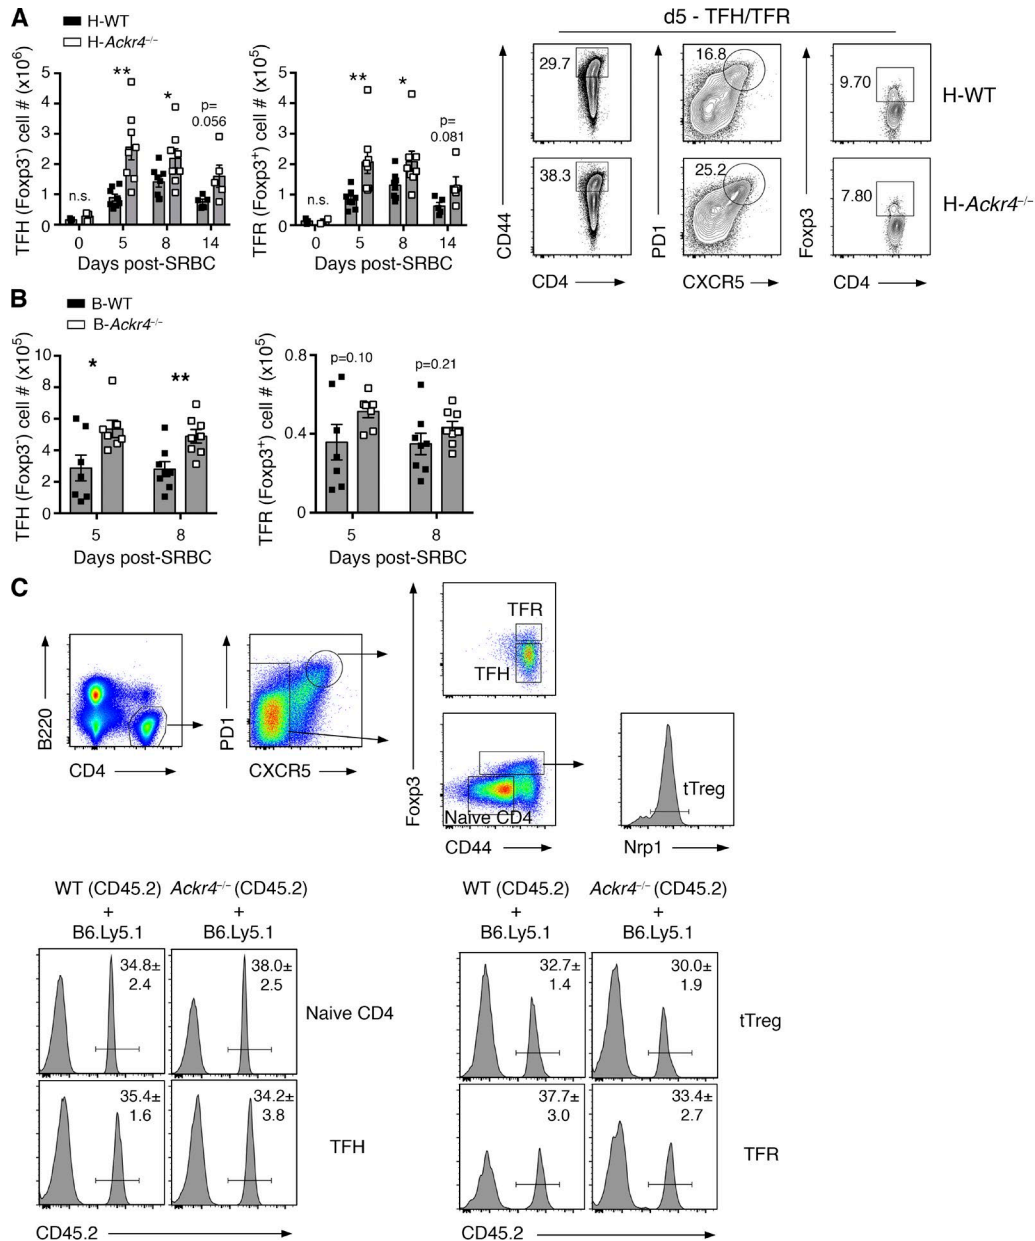 A
H-WT
H-Ackr4⁻/⁻
TFH (Foxp3⁻) cell # (x10⁶)
5
4
3
2
1
0
n.s.
**
*
p=
0.056
0 5 8 14
Days post-SRBC
TFR (Foxp3⁺) cell # (x10⁵)
5
4
3
2
1
0
n.s.
**
*
p=
0.081
0 5 8 14
Days post-SRBC
d5 - TFH/TFR
29.7
16.8
9.70
H-WT
38.3
25.2
7.80
H-Ackr4⁻/⁻
CD44
PD1
Foxp3
CD4
CXCR5
CD4
B
B-WT
B-Ackr4⁻/⁻
TFH (Foxp3⁻) cell # (x10⁵)
10
8
6
4
2
0
*
**
5 8
Days post-SRBC
TFR (Foxp3⁺) cell # (x10⁵)
0.8
0.4
0
p=0.10
p=0.21
5 8
Days post-SRBC
C
B220
CD4
PD1
CXCR5
Foxp3
TFR
TFH
Naive CD4
CD44
tTreg
Nrp1
WT (CD45.2) Ackr4⁻/⁻ (CD45.2)
+ +
B6.Ly5.1 B6.Ly5.1
34.8± 38.0±
2.4 2.5
Naive CD4
35.4± 34.2±
1.6 3.8
TFH
CD45.2
WT (CD45.2) Ackr4⁻/⁻ (CD45.2)
+ +
B6.Ly5.1 B6.Ly5.1
32.7± 30.0±
1.4 1.9
tTreg
37.7± 33.4±
3.0 2.7
TFR
CD45.2